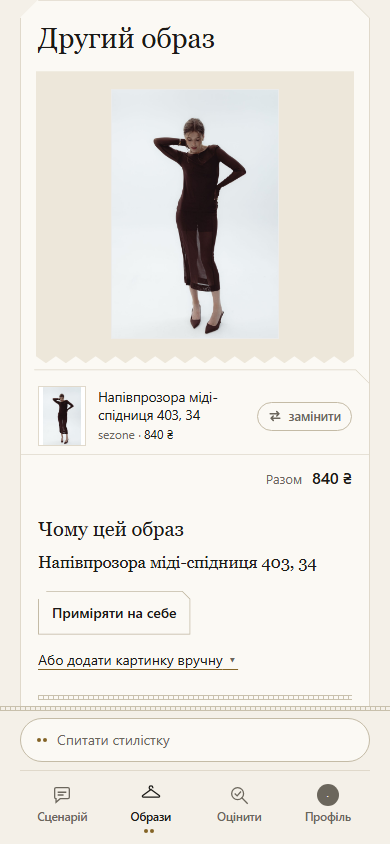 Другий образ
Напівпрозора міді-
спідниця 403, 34
sezone · 840 ₴
замінити
Разом 840 ₴
Чому цей образ
Напівпрозора міді-спідниця 403, 34
Приміряти на себе
Або додати картинку вручну
Спитати стилістку
Сценарій
Образи
Оцінити
Профіль